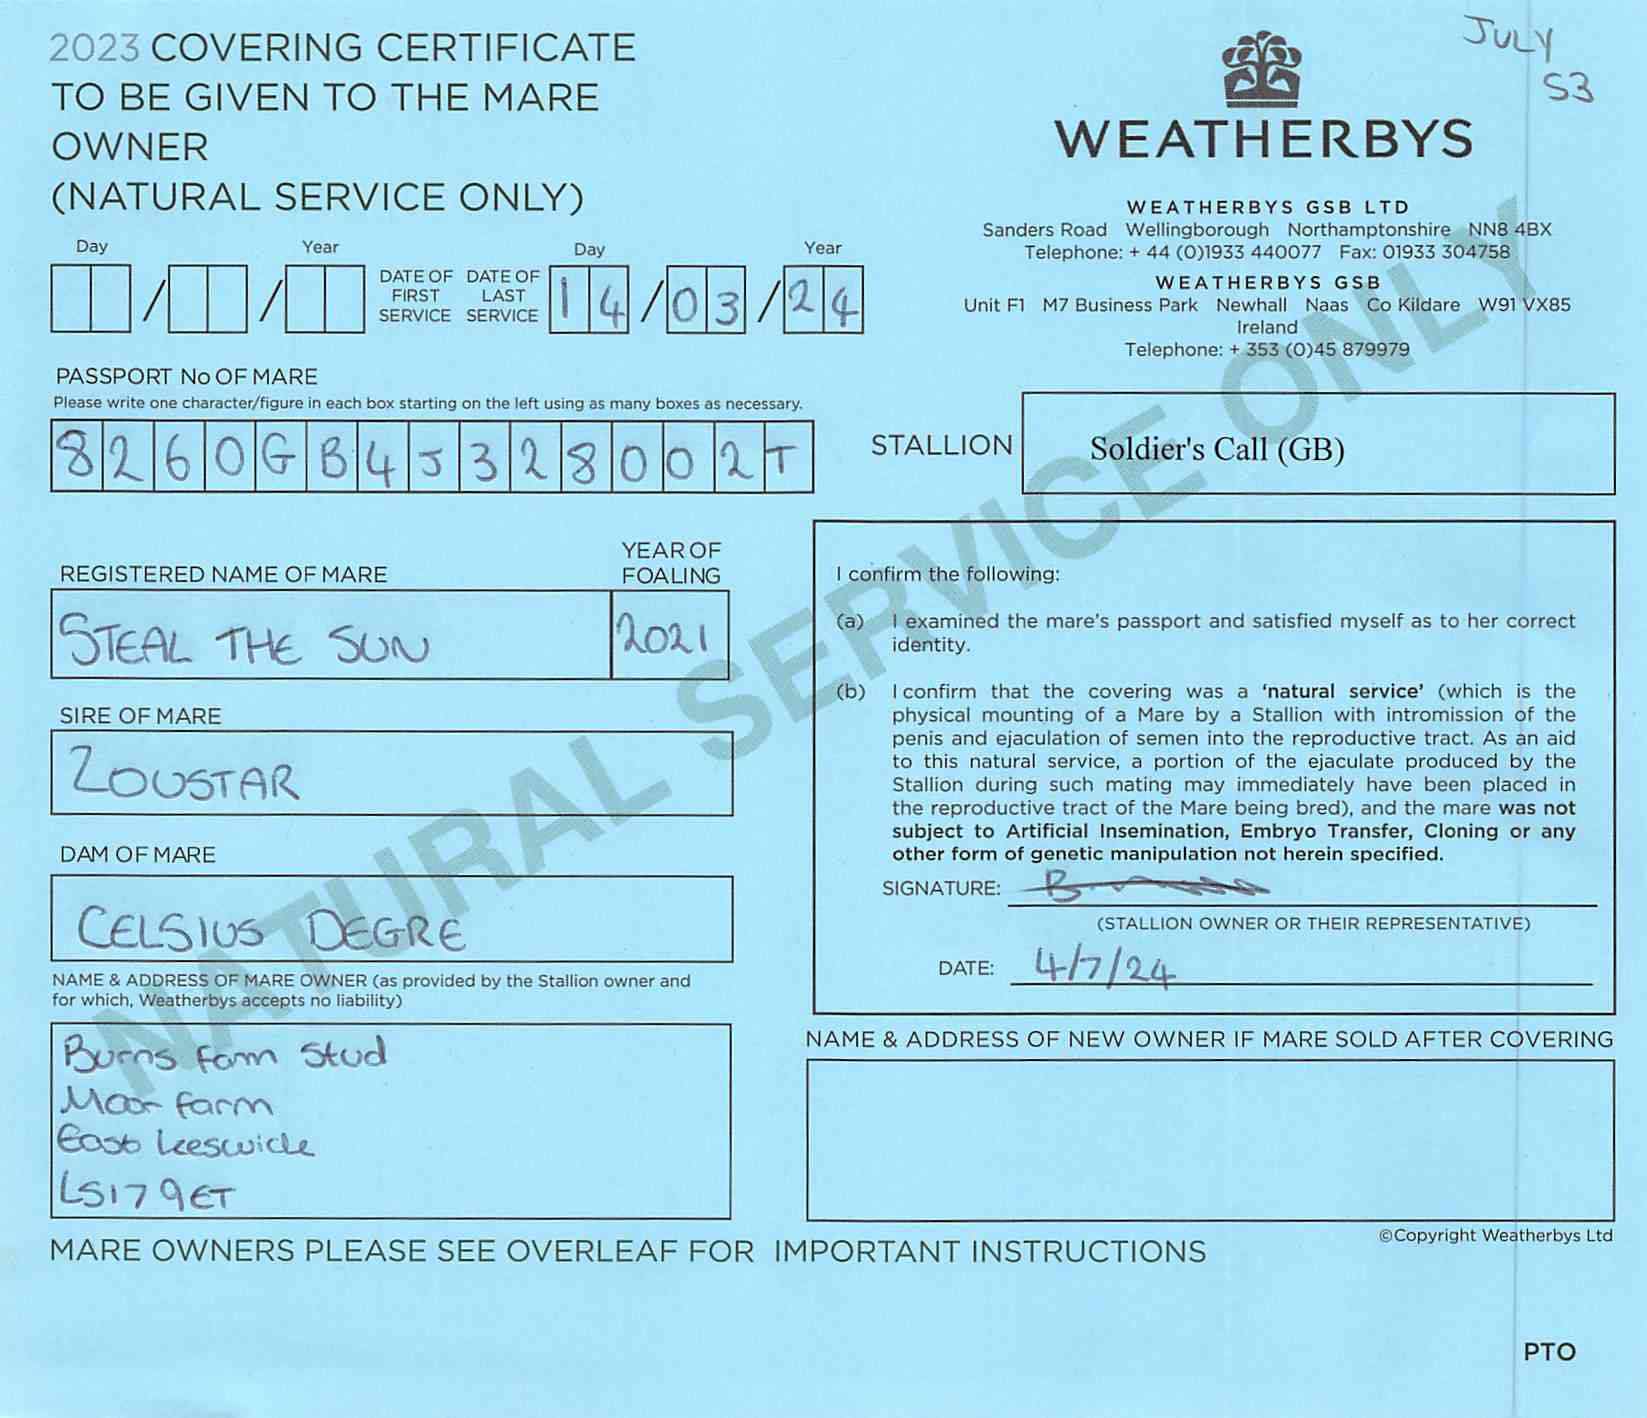 2023 COVERING CERTIFICATE
TO BE GIVEN TO THE MARE
OWNER
(NATURAL SERVICE ONLY)
JULY
S3
WEATHERBYS
WEATHERBYS GSB LTD
Sanders Road Wellingborough Northamptonshire NN8 4BX
Telephone: + 44 (0)1933 440077 Fax: 01933 304758
WEATHERBYS GSB
Unit F1 M7 Business Park Newhall Naas Co Kildare W91 VX85
Ireland
Telephone: + 353 (0)45 879979
Day Year
/ /
DATE OF FIRST SERVICE
DATE OF LAST SERVICE
Day Year
14/03/24
PASSPORT No OF MARE
Please write one character/figure in each box starting on the left using as many boxes as necessary.
8260GB4J328002T
STALLION Soldier's Call (GB)
REGISTERED NAME OF MARE
YEAR OF FOALING
STEAL THE SUN 2021
SIRE OF MARE
ZOUSTAR
DAM OF MARE
CELSIUS DEGRE
NAME & ADDRESS OF MARE OWNER (as provided by the Stallion owner and
for which, Weatherbys accepts no liability)
Burns Farm Stud
Moor Farm
East Keswick
LS17 9ET
I confirm the following:
(a) I examined the mare's passport and satisfied myself as to her correct
identity.
(b) I confirm that the covering was a 'natural service' (which is the
physical mounting of a Mare by a Stallion with intromission of the
penis and ejaculation of semen into the reproductive tract. As an aid
to this natural service, a portion of the ejaculate produced by the
Stallion during such mating may immediately have been placed in
the reproductive tract of the Mare being bred), and the mare was not
subject to Artificial Insemination, Embryo Transfer, Cloning or any
other form of genetic manipulation not herein specified.
SIGNATURE:
(STALLION OWNER OR THEIR REPRESENTATIVE)
DATE: 4/7/24
NAME & ADDRESS OF NEW OWNER IF MARE SOLD AFTER COVERING
©Copyright Weatherbys Ltd
MARE OWNERS PLEASE SEE OVERLEAF FOR IMPORTANT INSTRUCTIONS
PTO
NATURAL SERVICE ONLY